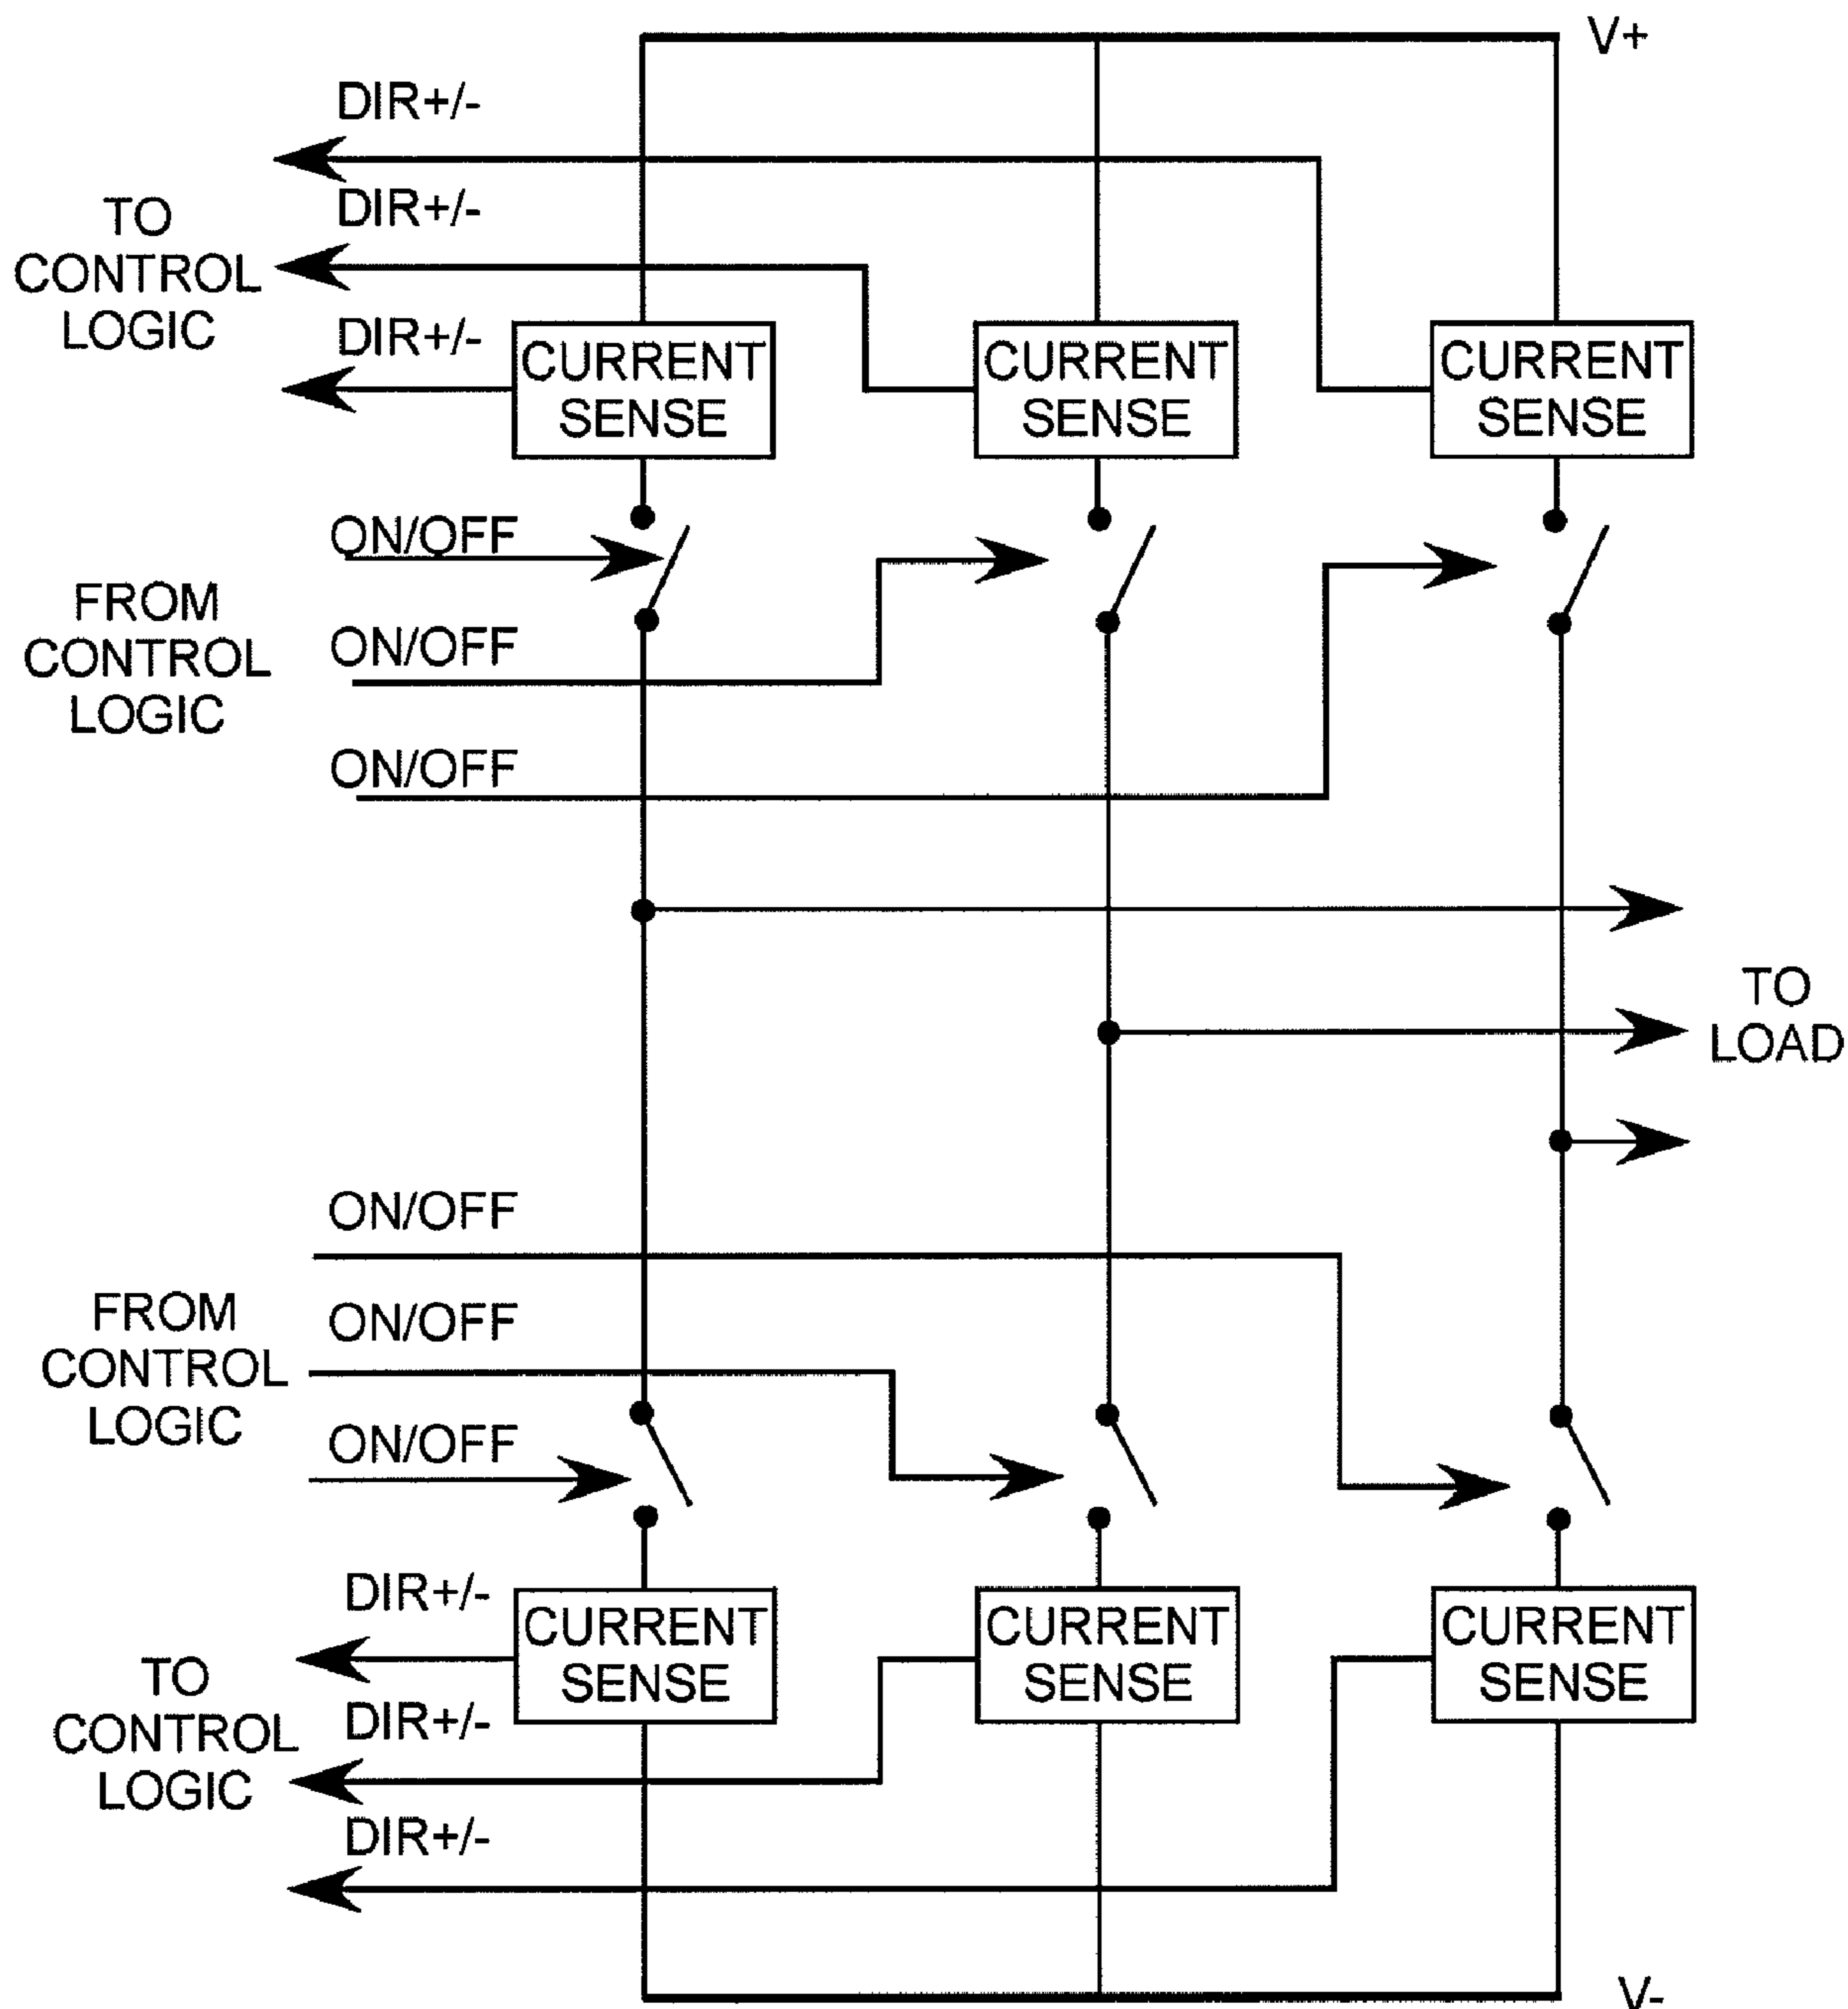 V+
DIR+/-
DIR+/-
TO
CONTROL
LOGIC
DIR+/-
CURRENT
SENSE
CURRENT
SENSE
CURRENT
SENSE
ON/OFF
FROM
CONTROL
LOGIC
ON/OFF
ON/OFF
TO
LOAD
ON/OFF
FROM
CONTROL
LOGIC
ON/OFF
ON/OFF
DIR+/-
CURRENT
SENSE
CURRENT
SENSE
CURRENT
SENSE
TO
CONTROL
LOGIC
DIR+/-
DIR+/-
V-